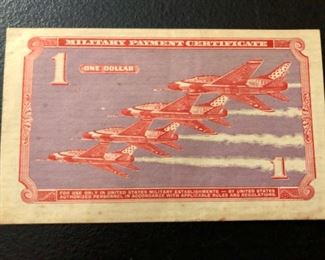 MILITARY PAYMENT CERTIFICATE
1
ONE DOLLAR
1
FOR USE ONLY IN UNITED STATES MILITARY ESTABLISHMENTS — BY UNITED STATES
AUTHORIZED PERSONNEL IN ACCORDANCE WITH APPLICABLE RULES AND REGULATIONS.